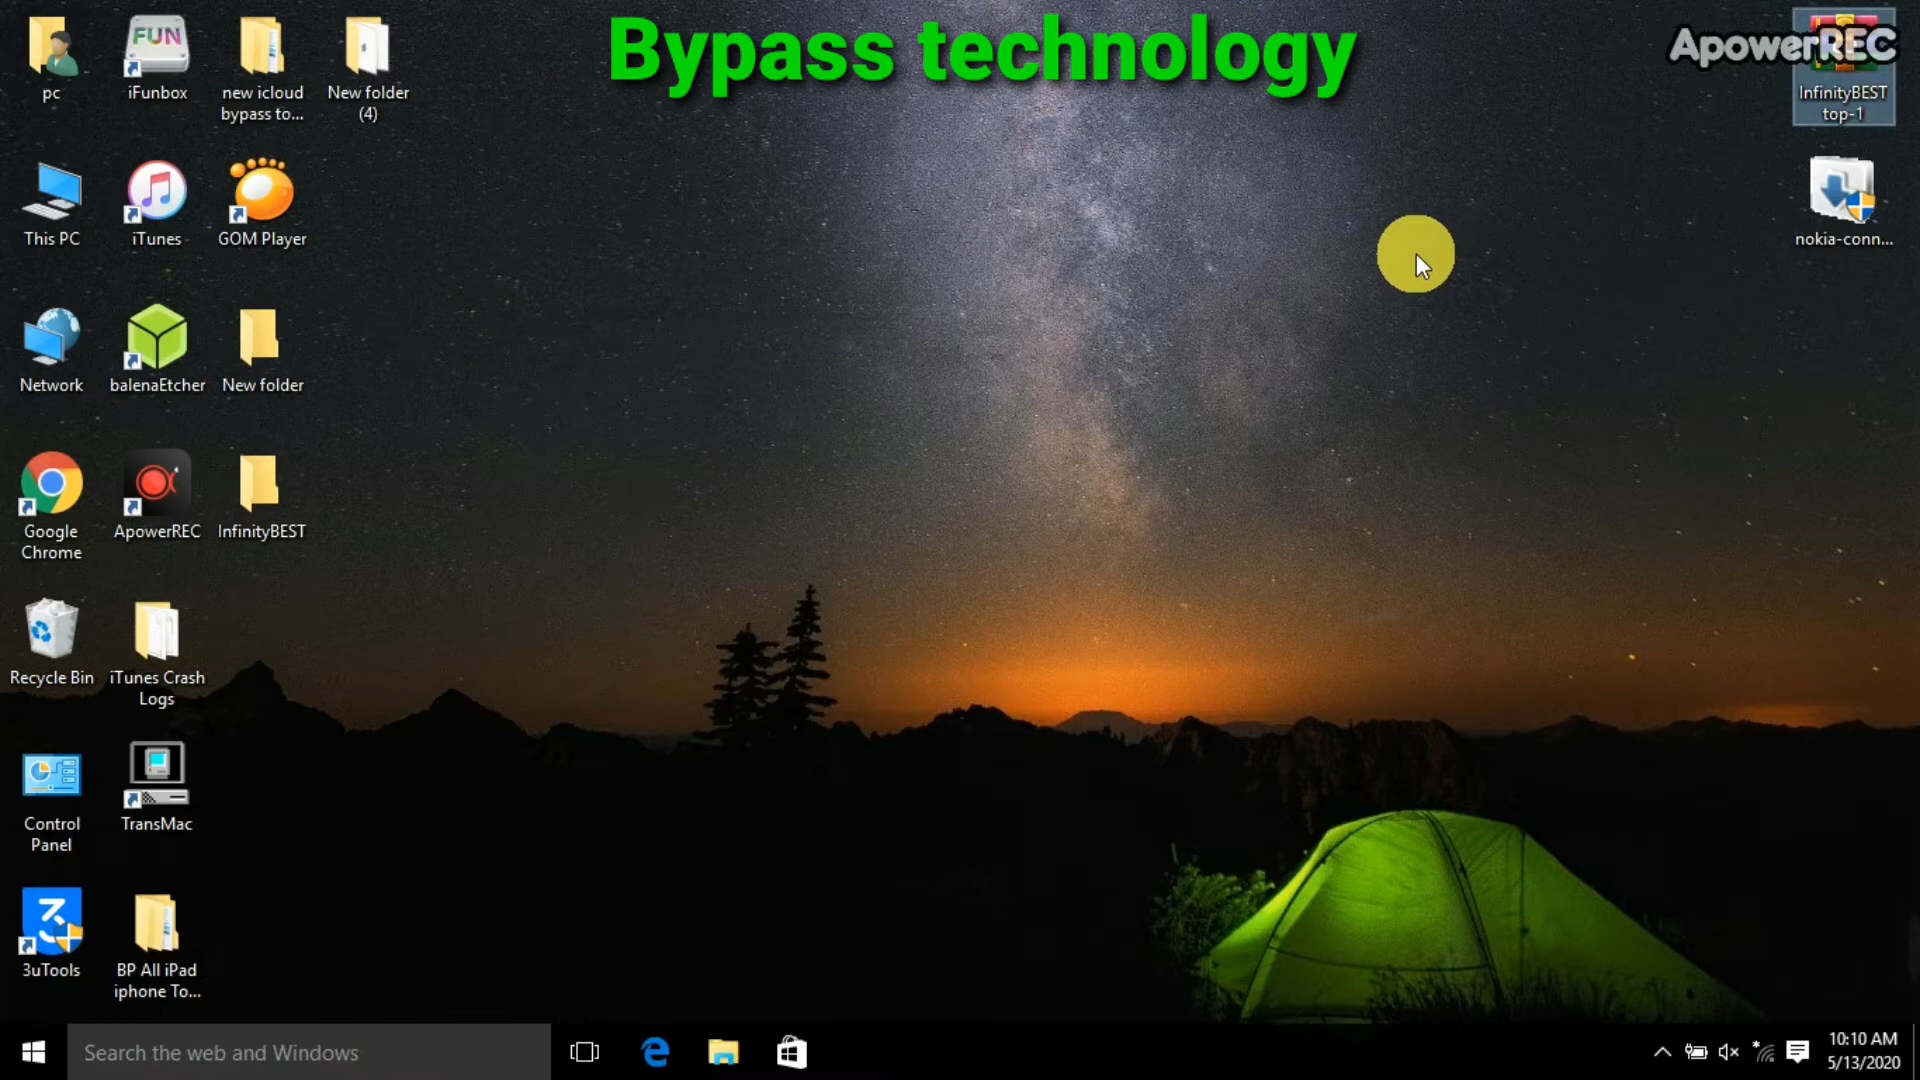 Bypass technology
ApowerREC
pc
iFunbox
FUN
new icloud
bypass to...
New folder
(4)
InfinityBEST
top-1
This PC
iTunes
GOM Player
nokia-conn...
Network
balenaEtcher
New folder
Google
Chrome
ApowerREC
InfinityBEST
Recycle Bin
iTunes Crash
Logs
Control
Panel
TransMac
3uTools
BP All iPad
iphone To...
Search the web and Windows
10:10 AM
5/13/2020